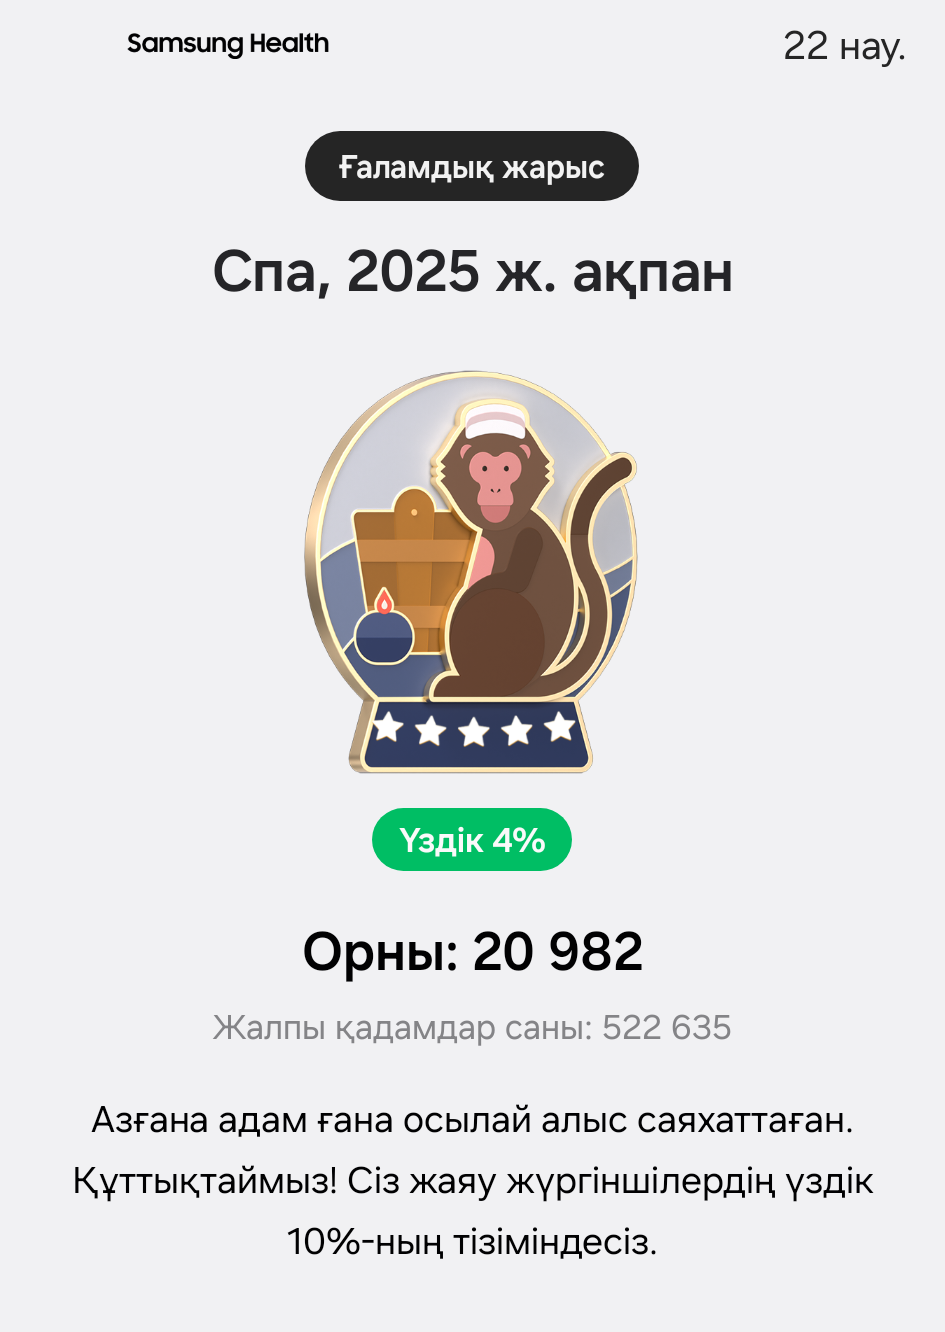 Samsung Health
22 нау.
Ғаламдық жарыс
Спа, 2025 ж. ақпан
Үздік 4%
Орны: 20 982
Жалпы қадамдар саны: 522 635
Азғана адам ғана осылай алыс саяхаттаған.
Құттықтаймыз! Сіз жаяу жүргіншілердің үздік
10%-ның тізіміндесіз.